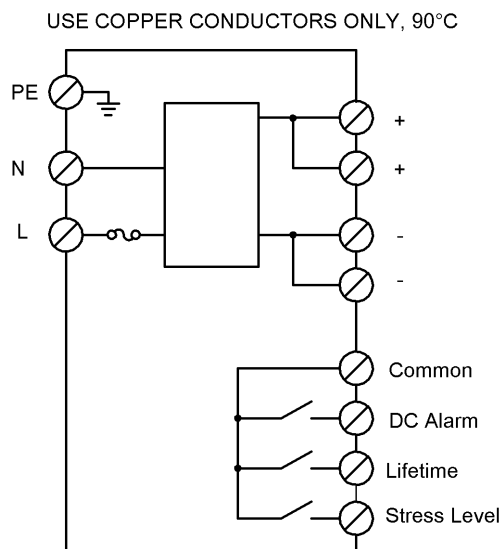 USE COPPER CONDUCTORS ONLY, 90°C
PE
N
L
+
+
-
-
Common
DC Alarm
Lifetime
Stress Level